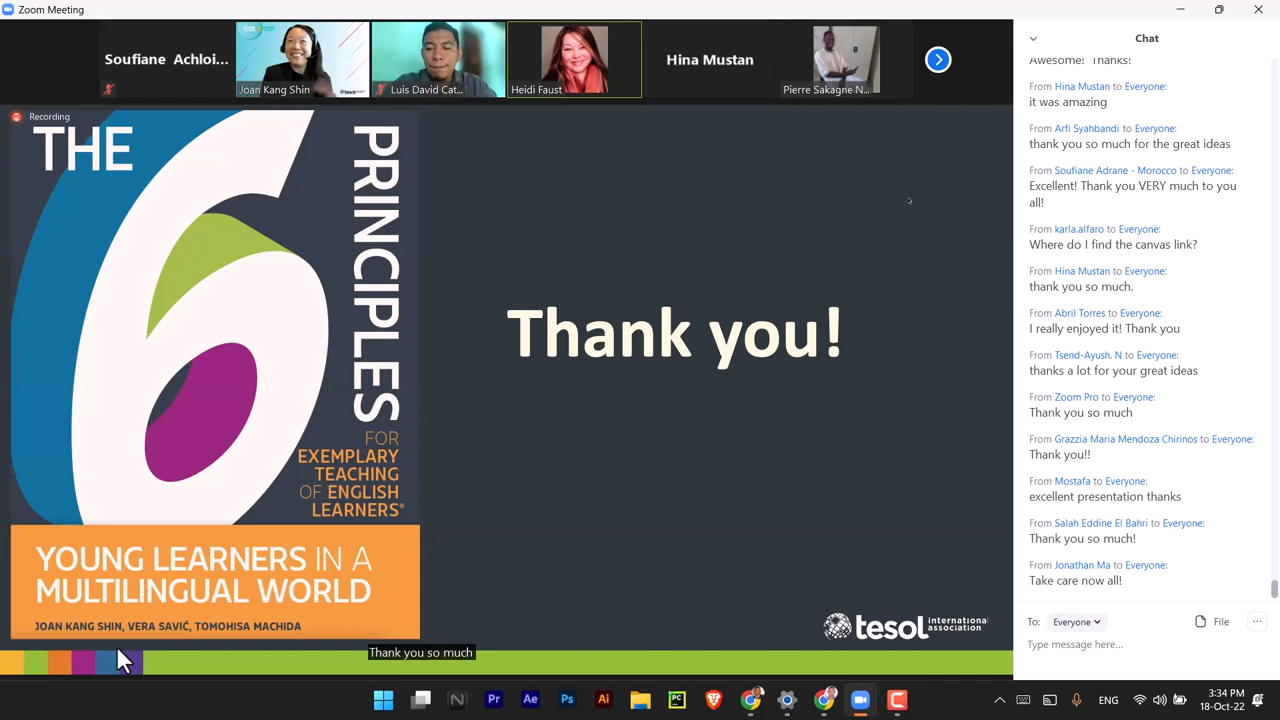 Zoom Meeting
Soufiane Achloi...
Joan Kang Shin
Luis David Cat...
Heidi Faust
Hina Mustan
Pierre Sakagne N...
Recording
THE
6
PRINCIPLES
FOR
EXEMPLARY
TEACHING
OF ENGLISH
LEARNERS®
YOUNG LEARNERS IN A
MULTILINGUAL WORLD
JOAN KANG SHIN, VERA SAVIĆ, TOMOHISA MACHIDA
Thank you!
tesol international association
Thank you so much
Chat
Awesome! Thanks!
From Hina Mustan to Everyone:
it was amazing
From Arfi Syahbandi to Everyone:
thank you so much for the great ideas
From Soufiane Adrane - Morocco to Everyone:
Excellent! Thank you VERY much to you
all!
From karla.alfaro to Everyone:
Where do I find the canvas link?
From Hina Mustan to Everyone:
thank you so much.
From Abril Torres to Everyone:
I really enjoyed it! Thank you
From Tsend-Ayush. N to Everyone:
thanks a lot for your great ideas
From Zoom Pro to Everyone:
Thank you so much
From Grazzia Maria Mendoza Chirinos to Everyone:
Thank you!!
From Mostafa to Everyone:
excellent presentation thanks
From Salah Eddine El Bahri to Everyone:
Thank you so much!
From Jonathan Ma to Everyone:
Take care now all!
To: Everyone File ...
Type message here...
N Pr Ae Ps Ai PC
ENG
3:34 PM
18-Oct-22